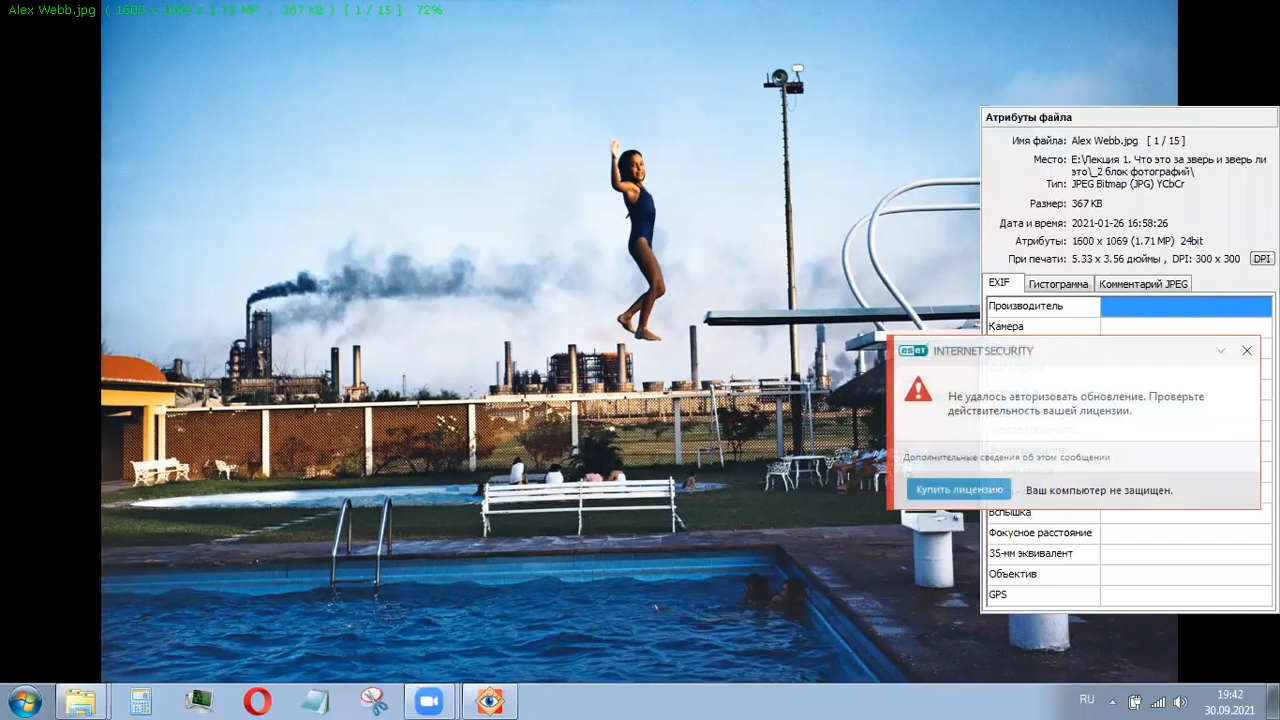 Alex Webb.jpg ( 1600 x 1069 x 1.71 MP , 367 KB ) [ 1 / 15 ] 72%
Атрибуты файла
Имя файла: Alex Webb.jpg [ 1 / 15 ]
Место: E:\Лекция 1. Что это за зверь и зверь ли
это\_2 блок фотографий\
Тип: JPEG Bitmap (JPG) YCbCr
Размер: 367 KB
Дата и время: 2021-01-26 16:58:26
Атрибуты: 1600 x 1069 (1.71 MP) 24bit
При печати: 5.33 x 3.56 дюймы , DPI: 300 x 300 DPI
EXIF Гистограмма Комментарий JPEG
Производитель
Камера
eset INTERNET SECURITY
Не удалось авторизовать обновление. Проверьте
действительность вашей лицензии.
Дополнительные сведения об этом сообщении
Купить лицензию Ваш компьютер не защищен.
Вспышка
Фокусное расстояние
35-мм эквивалент
Объектив
GPS
RU
19:42
30.09.2021